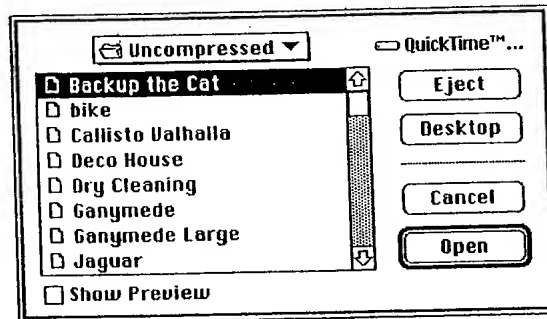 Uncompressed
QuickTime™...
Backup the Cat
bike
Callisto Valhalla
Deco House
Dry Cleaning
Ganymede
Ganymede Large
Jaguar
Eject
Desktop
Cancel
Open
Show Preview